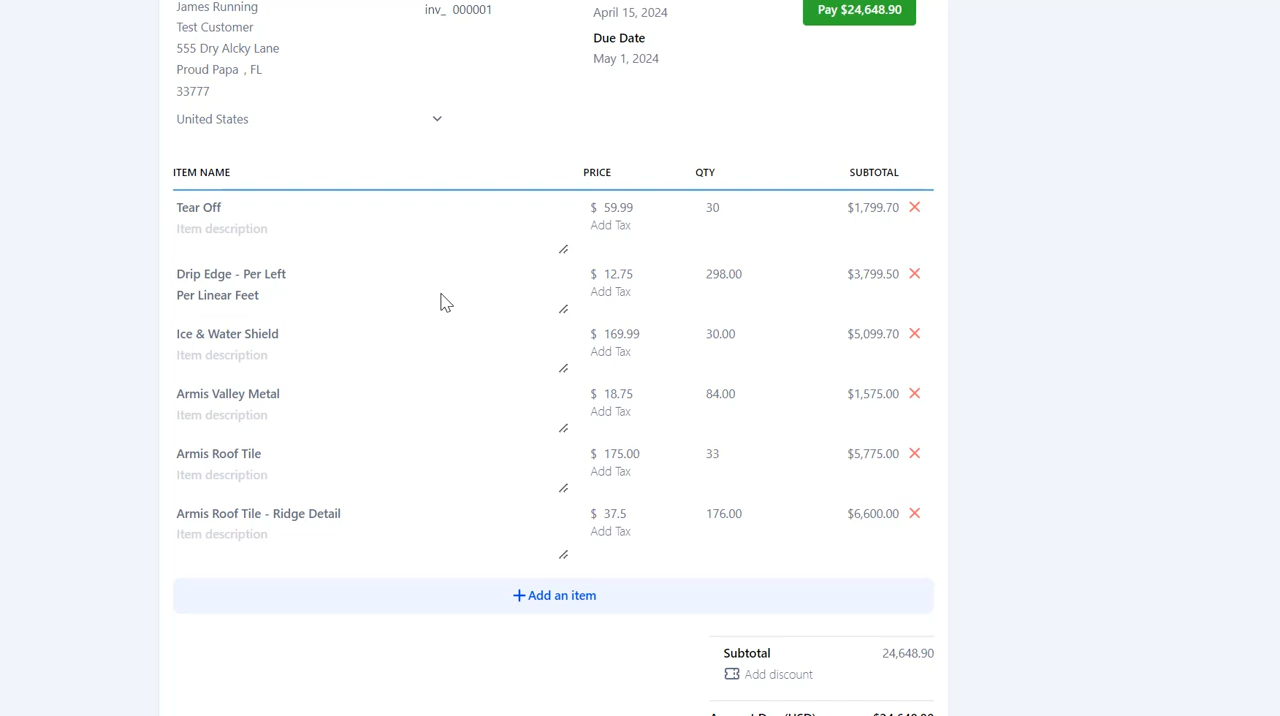 James Running
Test Customer
555 Dry Alcky Lane
Proud Papa , FL
33777
United States
inv_ 000001
April 15, 2024
Due Date
May 1, 2024
Pay $24,648.90
ITEM NAME PRICE QTY SUBTOTAL
Tear Off $ 59.99 30 $1,799.70
Item description Add Tax
Drip Edge - Per Left $ 12.75 298.00 $3,799.50
Per Linear Feet Add Tax
Ice & Water Shield $ 169.99 30.00 $5,099.70
Item description Add Tax
Armis Valley Metal $ 18.75 84.00 $1,575.00
Item description Add Tax
Armis Roof Tile $ 175.00 33 $5,775.00
Item description Add Tax
Armis Roof Tile - Ridge Detail $ 37.5 176.00 $6,600.00
Item description Add Tax
Add an item
Subtotal 24,648.90
Add discount
Amount Due (USD) $24,648.90